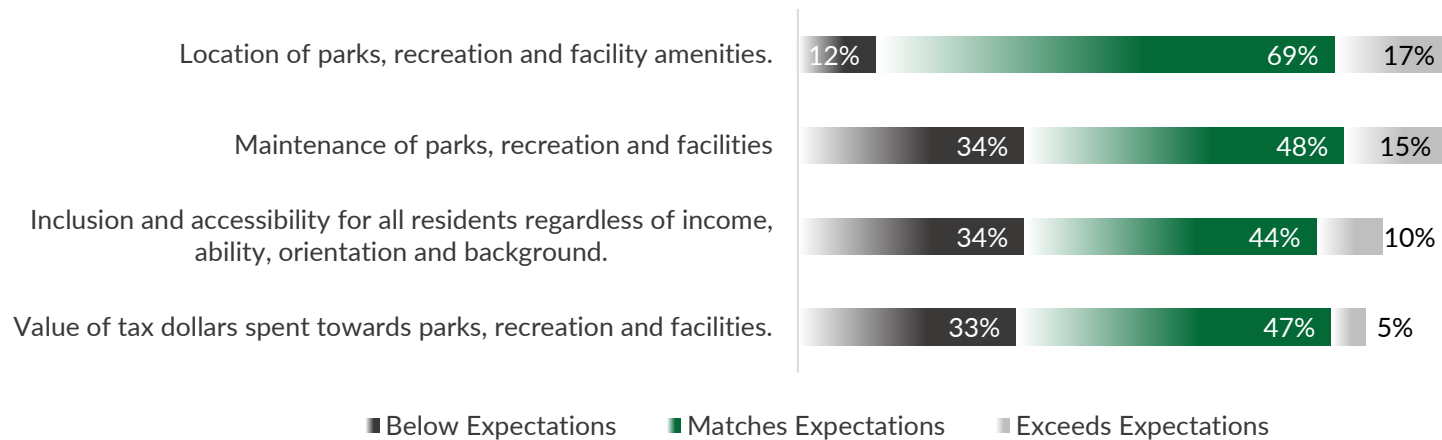 Location of parks, recreation and facility amenities.
12% 69% 17%
Maintenance of parks, recreation and facilities
34% 48% 15%
Inclusion and accessibility for all residents regardless of income,
ability, orientation and background.
34% 44% 10%
Value of tax dollars spent towards parks, recreation and facilities.
33% 47% 5%
Below Expectations Matches Expectations Exceeds Expectations